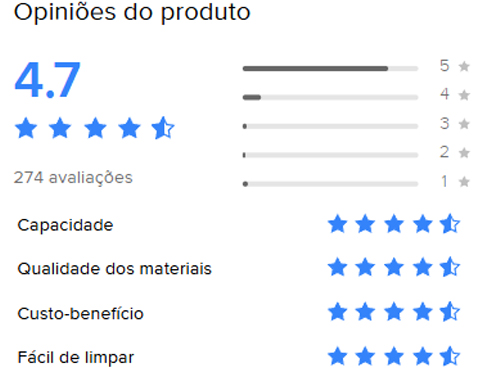 Opiniões do produto
4.7
274 avaliações
5
4
3
2
1
Capacidade
Qualidade dos materiais
Custo-benefício
Fácil de limpar